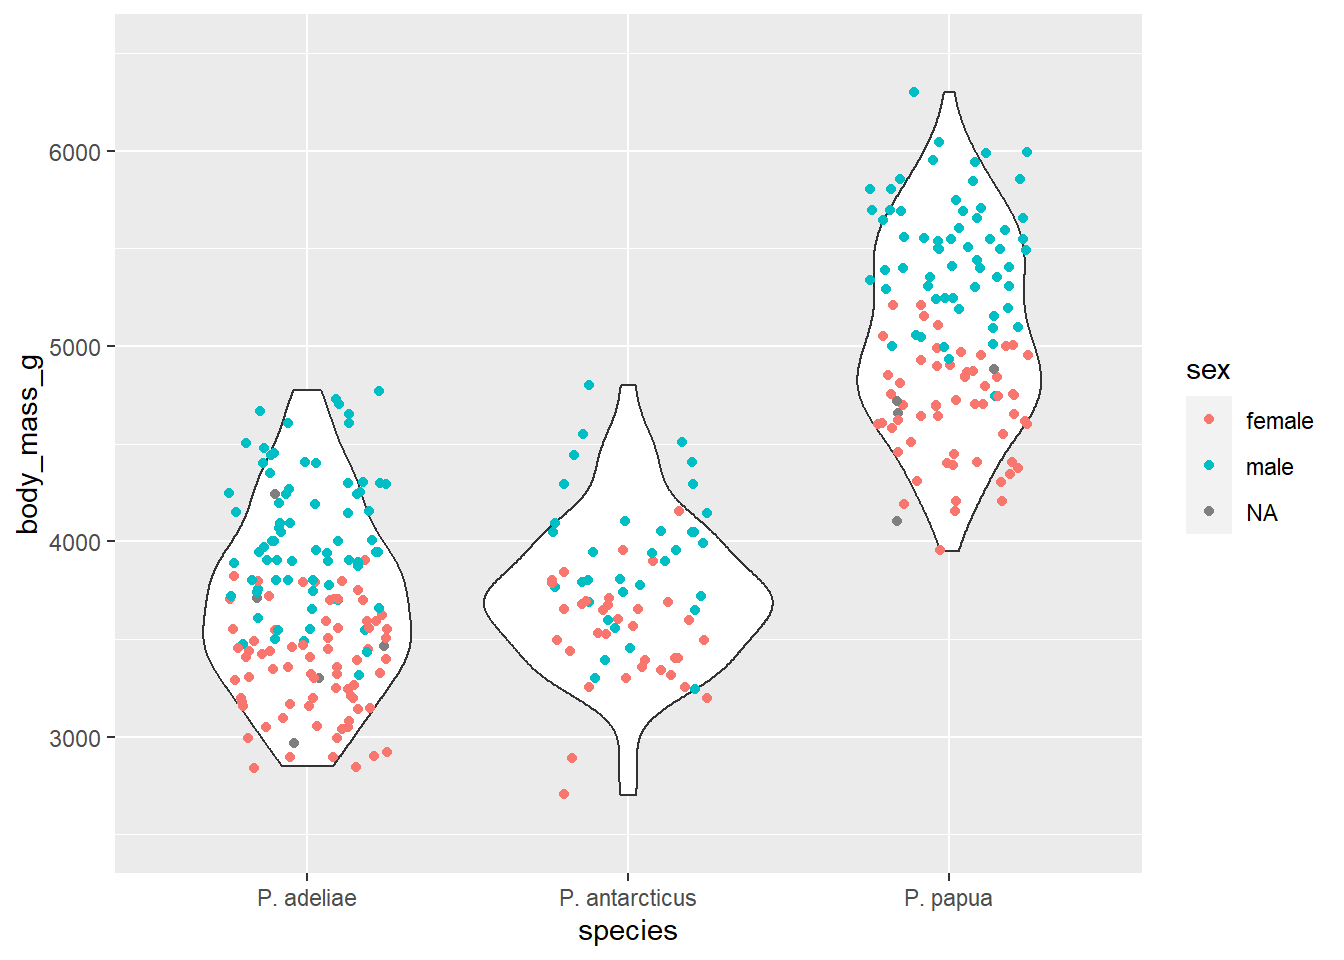 body_mass_g
6000
5000
4000
3000
P. adeliae
P. antarcticus
P. papua
species
sex
female
male
NA